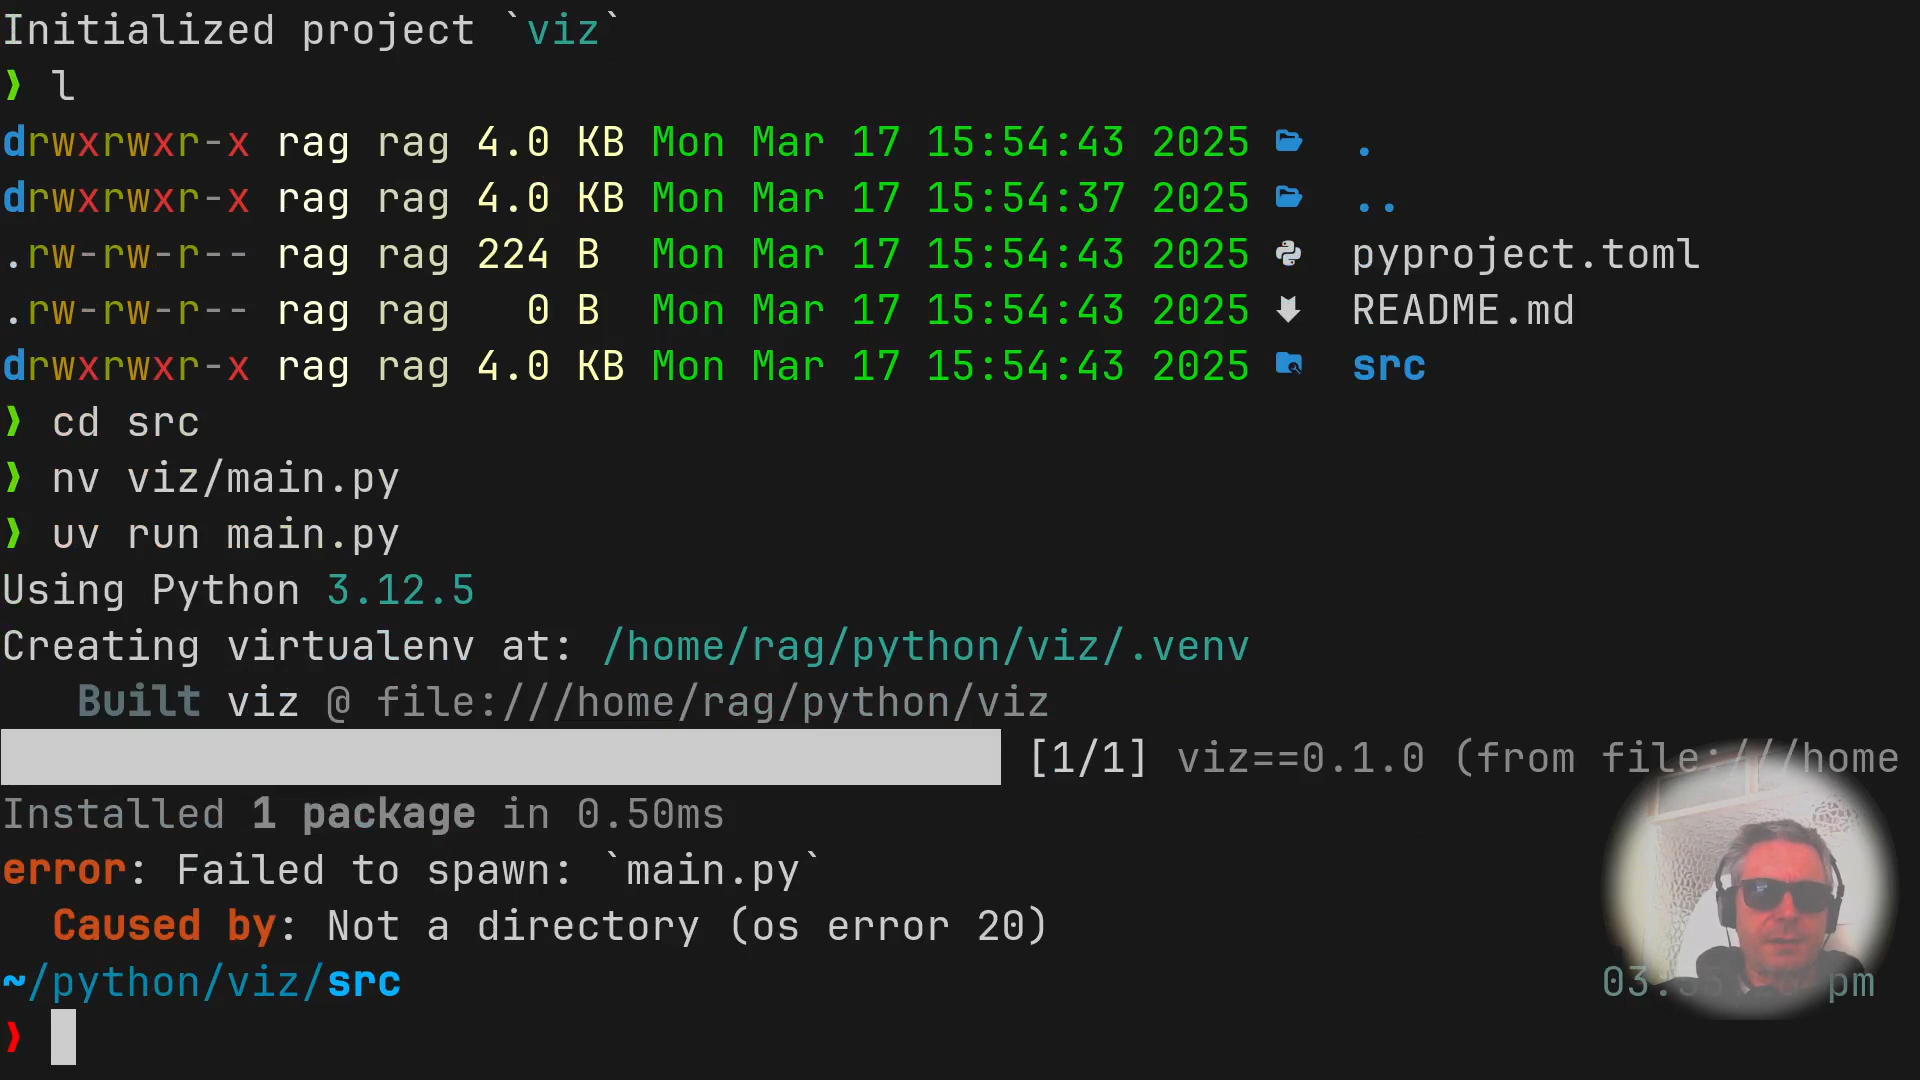 Initialized project `viz`
❱ l
drwxrwxr-x rag rag 4.0 KB Mon Mar 17 15:54:43 2025 .
drwxrwxr-x rag rag 4.0 KB Mon Mar 17 15:54:37 2025 ..
.rw-rw-r-- rag rag 224 B Mon Mar 17 15:54:43 2025 pyproject.toml
.rw-rw-r-- rag rag 0 B Mon Mar 17 15:54:43 2025 README.md
drwxrwxr-x rag rag 4.0 KB Mon Mar 17 15:54:43 2025 src
❱ cd src
❱ nv viz/main.py
❱ uv run main.py
Using Python 3.12.5
Creating virtualenv at: /home/rag/python/viz/.venv
Built viz @ file:///home/rag/python/viz
[1/1] viz==0.1.0 (from file:///home
Installed 1 package in 0.50ms
error: Failed to spawn: `main.py`
Caused by: Not a directory (os error 20)
~/python/viz/src pm
❱